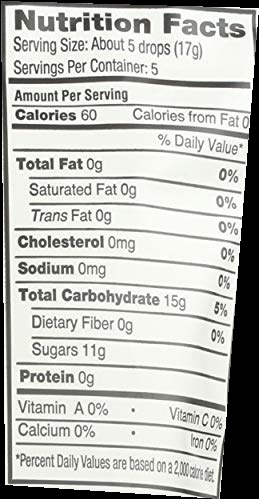 Nutrition Facts
Serving Size: About 5 drops (17g)
Servings Per Container: 5
Amount Per Serving
Calories 60 Calories from Fat 0
% Daily Value*
Total Fat 0g 0%
Saturated Fat 0g 0%
Trans Fat 0g 0%
Cholesterol 0mg 0%
Sodium 0mg 0%
Total Carbohydrate 15g 5%
Dietary Fiber 0g 0%
Sugars 11g
Protein 0g
Vitamin A 0% • Vitamin C 0%
Calcium 0% • Iron 0%
*Percent Daily Values are based on a 2,000 calorie diet.